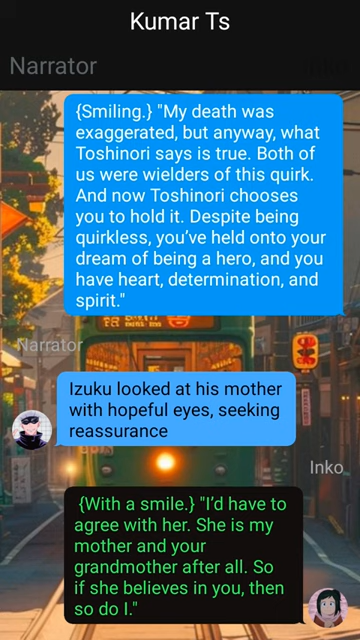 Kumar Ts
Narrator
Inko
{Smiling.} "My death was
exaggerated, but anyway, what
Toshinori says is true. Both of
us were wielders of this quirk.
And now Toshinori chooses
you to hold it. Despite being
quirkless, you’ve held onto your
dream of being a hero, and you
have heart, determination, and
spirit."
Narrator
Izuku looked at his mother
with hopeful eyes, seeking
reassurance
Inko
{With a smile.} "I’d have to
agree with her. She is my
mother and your
grandmother after all. So
if she believes in you, then
so do I."